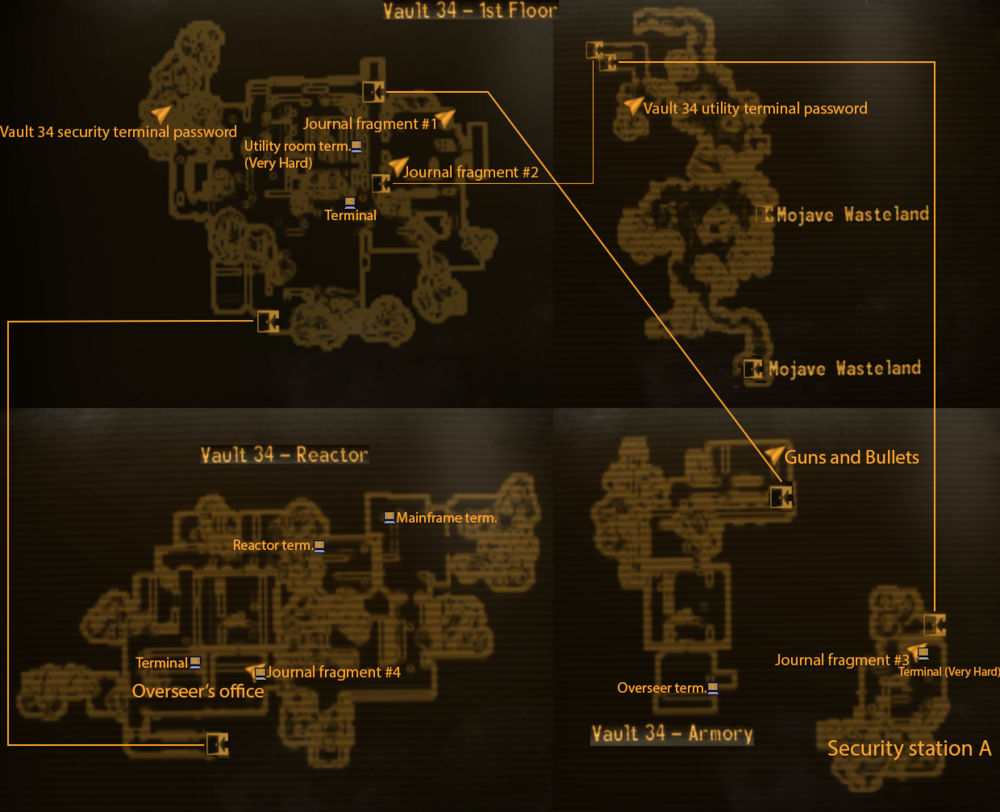 Vault 34 - 1st Floor
Vault 34 security terminal password
Journal fragment #1
Utility room term.
(Very Hard)
Journal fragment #2
Terminal
Vault 34 utility terminal password
Mojave Wasteland
Mojave Wasteland
Vault 34 - Reactor
Mainframe term.
Reactor term.
Terminal
Journal fragment #4
Overseer's office
Guns and Bullets
Journal fragment #3
Terminal (Very Hard)
Overseer term.
Vault 34 - Armory
Security station A